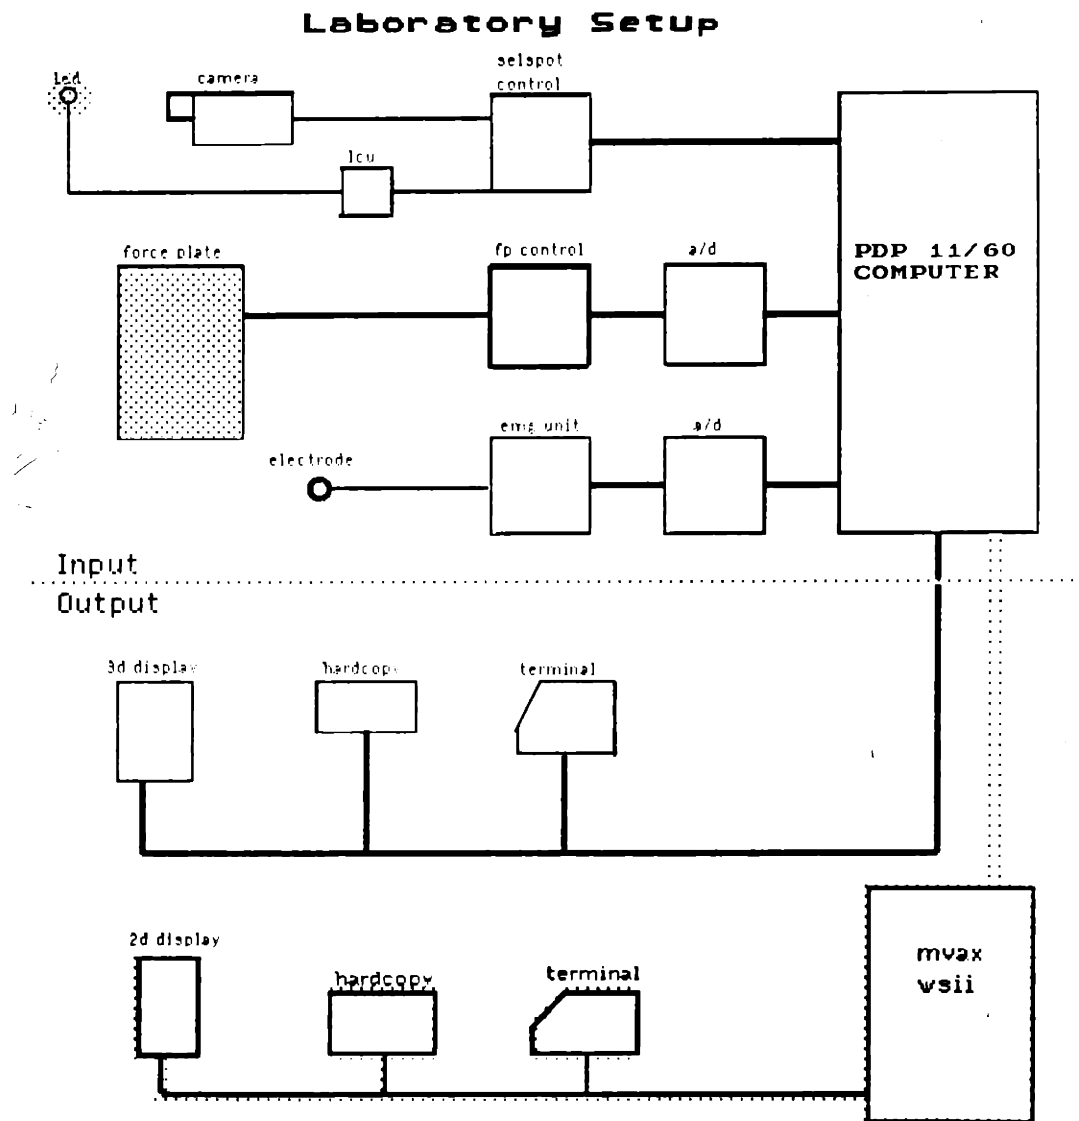 Laboratory Setup
led
camera
selspot
control
lcu
force plate
fp control
a/d
PDP 11/60
COMPUTER
emg unit
a/d
electrode
Input
Output
3d display
hardcopy
terminal
2d display
hardcopy
terminal
mvax
wsii